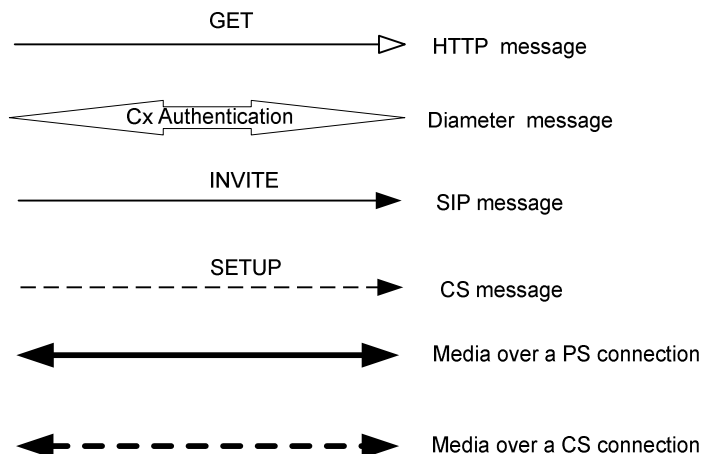 GET
HTTP message
Cx Authentication
Diameter message
INVITE
SIP message
SETUP
CS message
Media over a PS connection
Media over a CS connection